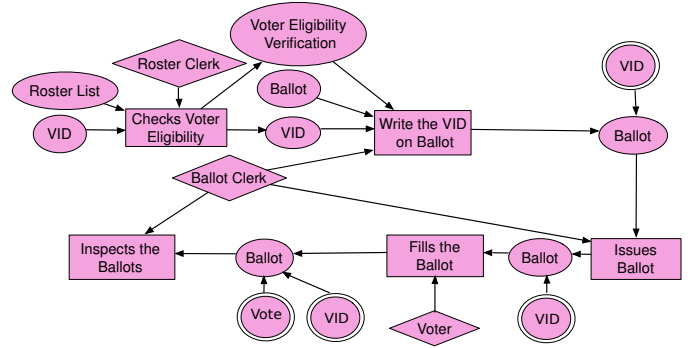 Voter Eligibility
Verification
Roster Clerk
VID
Roster List
Ballot
Checks Voter
Eligibility
Write the VID
on Ballot
VID
VID
Ballot
Ballot Clerk
Inspects the
Ballots
Ballot
Fills the
Ballot
Ballot
Issues
Ballot
Vote
VID
Voter
VID